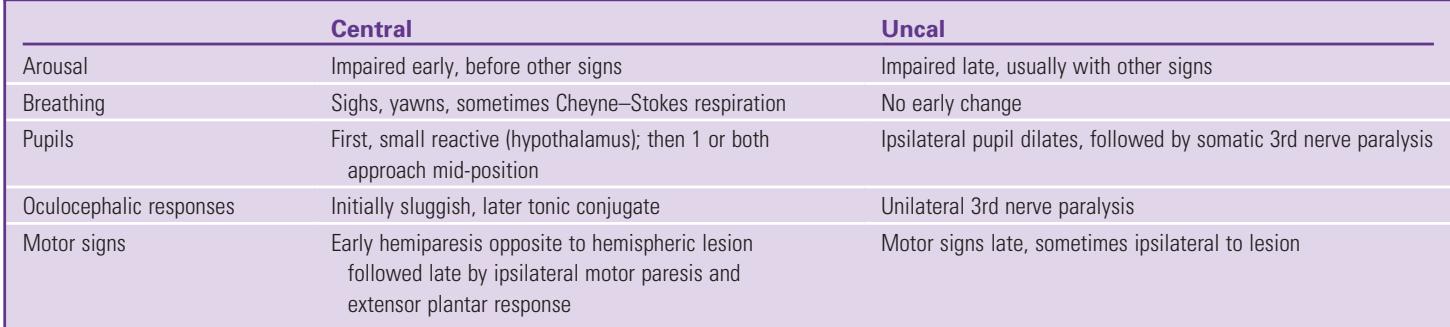 Central Uncal
Arousal Impaired early, before other signs Impaired late, usually with other signs
Breathing Sighs, yawns, sometimes Cheyne–Stokes respiration No early change
Pupils First, small reactive (hypothalamus); then 1 or both Ipsilateral pupil dilates, followed by somatic 3rd nerve paralysis
approach mid-position
Oculocephalic responses Initially sluggish, later tonic conjugate Unilateral 3rd nerve paralysis
Motor signs Early hemiparesis opposite to hemispheric lesion Motor signs late, sometimes ipsilateral to lesion
followed late by ipsilateral motor paresis and
extensor plantar response